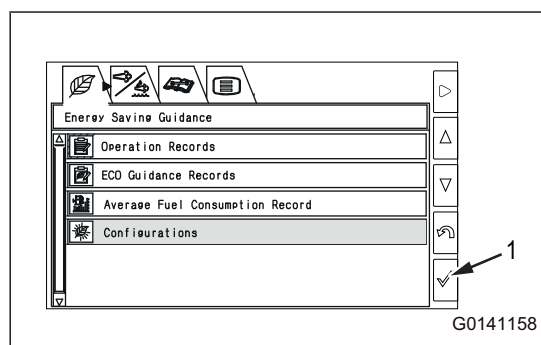 Energy Saving Guidance
Operation Records
ECO Guidance Records
Average Fuel Consumption Record
Configurations
1
G0141158